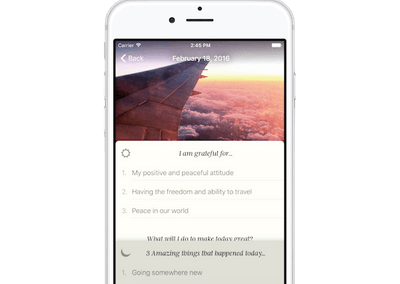 Carrier 2:45 PM
Back February 18, 2016
I am grateful for..
1. My positive and peaceful attitude
2. Having the freedom and ability to travel
3. Peace in our world
What will I do to make today great?
3 Amazing things that happened today..
1. Going somewhere new